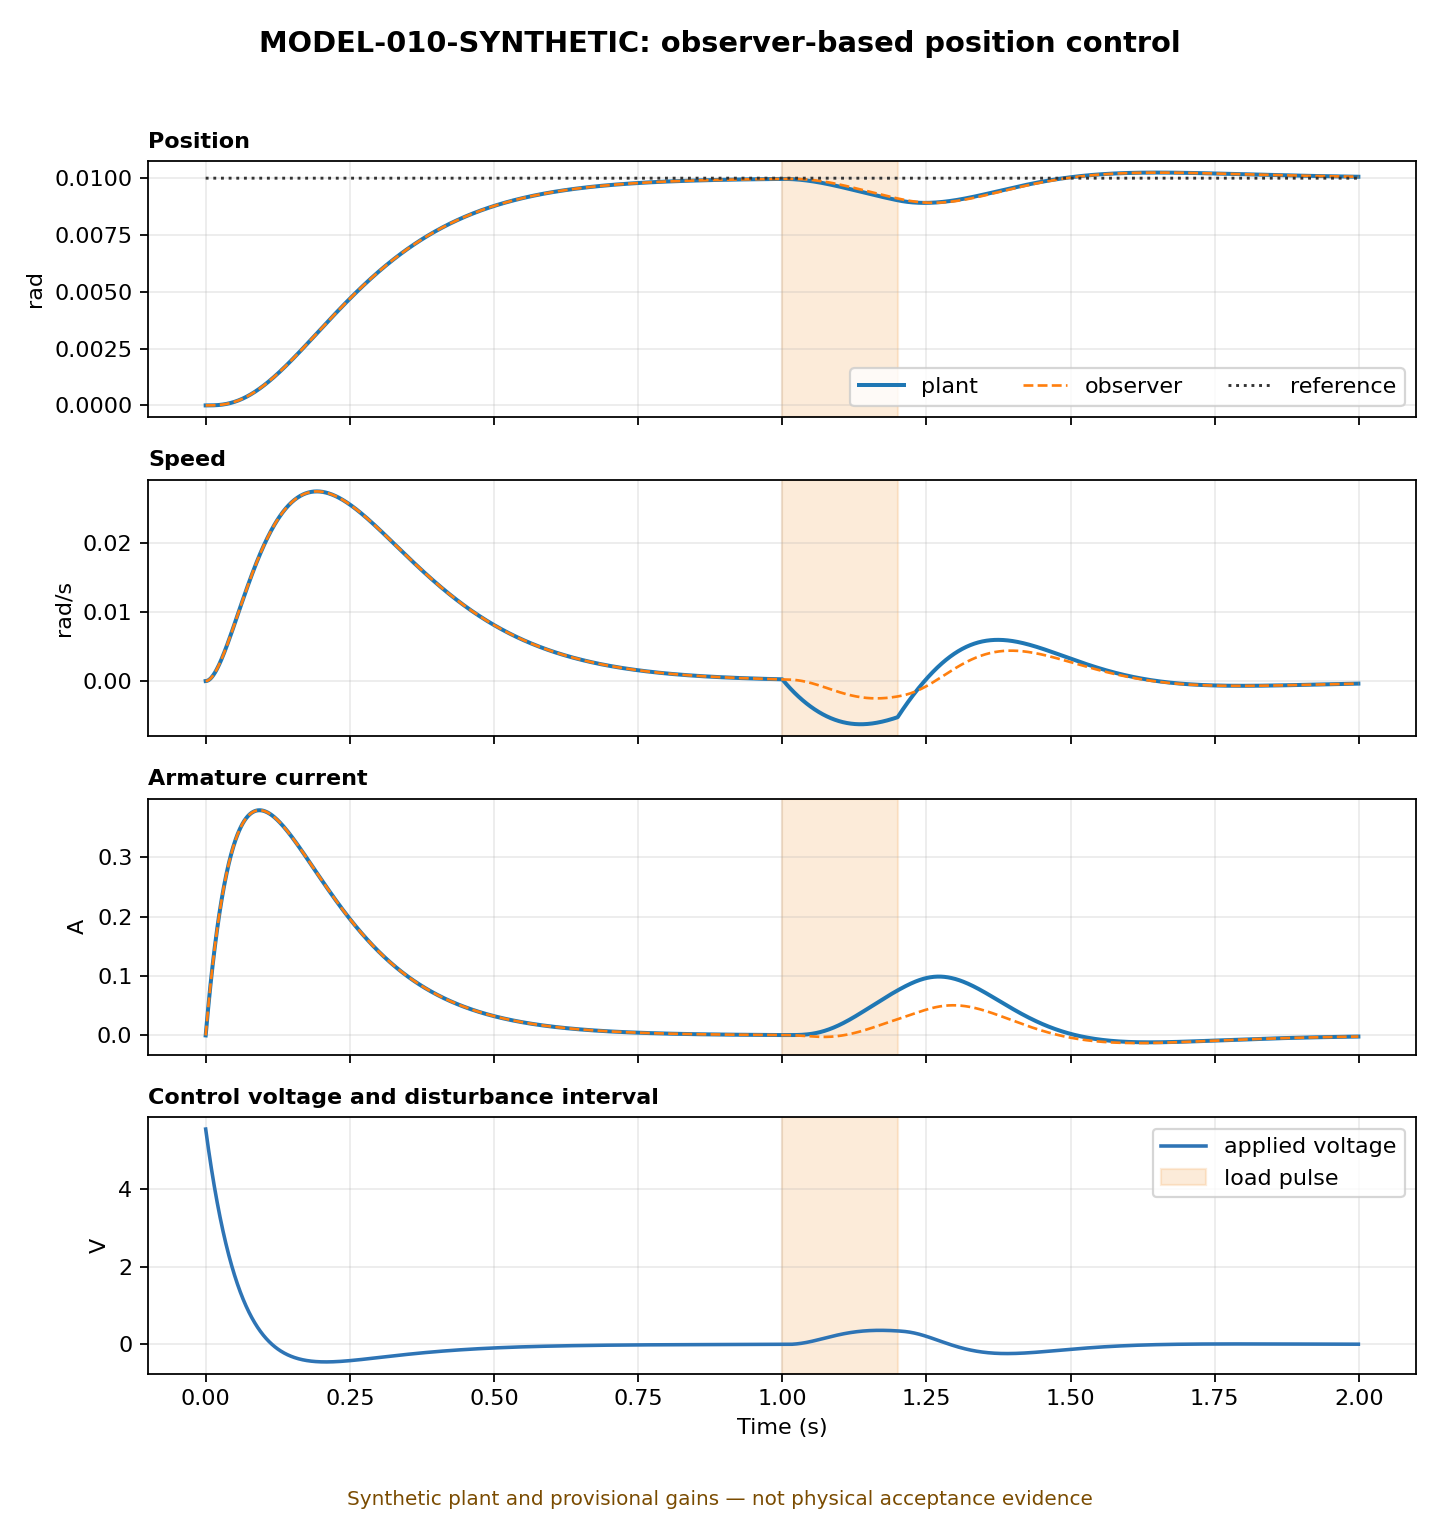 MODEL-010-SYNTHETIC: observer-based position control
Position
0.0100
0.0075
0.0050
0.0025
0.0000
rad
plant observer reference
Speed
0.02
0.01
0.00
rad/s
Armature current
0.3
0.2
0.1
0.0
A
Control voltage and disturbance interval
4
2
0
V
applied voltage
load pulse
0.00 0.25 0.50 0.75 1.00 1.25 1.50 1.75 2.00
Time (s)
Synthetic plant and provisional gains — not physical acceptance evidence